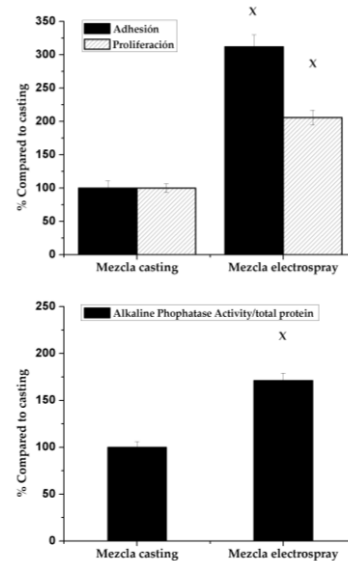 X
X
Adhesión
Proliferación
350
300
250
200
150
100
50
0
% Compared to casting
Mezcla casting Mezcla electrospray
Alkaline Phophatase Activity/total protein
X
250
200
150
100
50
0
% Compared to casting
Mezcla casting Mezcla electrospray